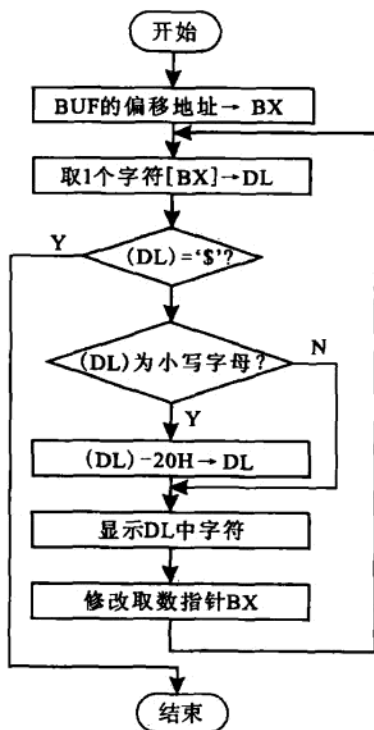 开始
BUF的偏移地址→ BX
取1个字符[BX]→DL
Y
(DL)=‘$’?
(DL)为小写字母?
N
Y
(DL)-20H→DL
显示DL中字符
修改取数指针BX
结束